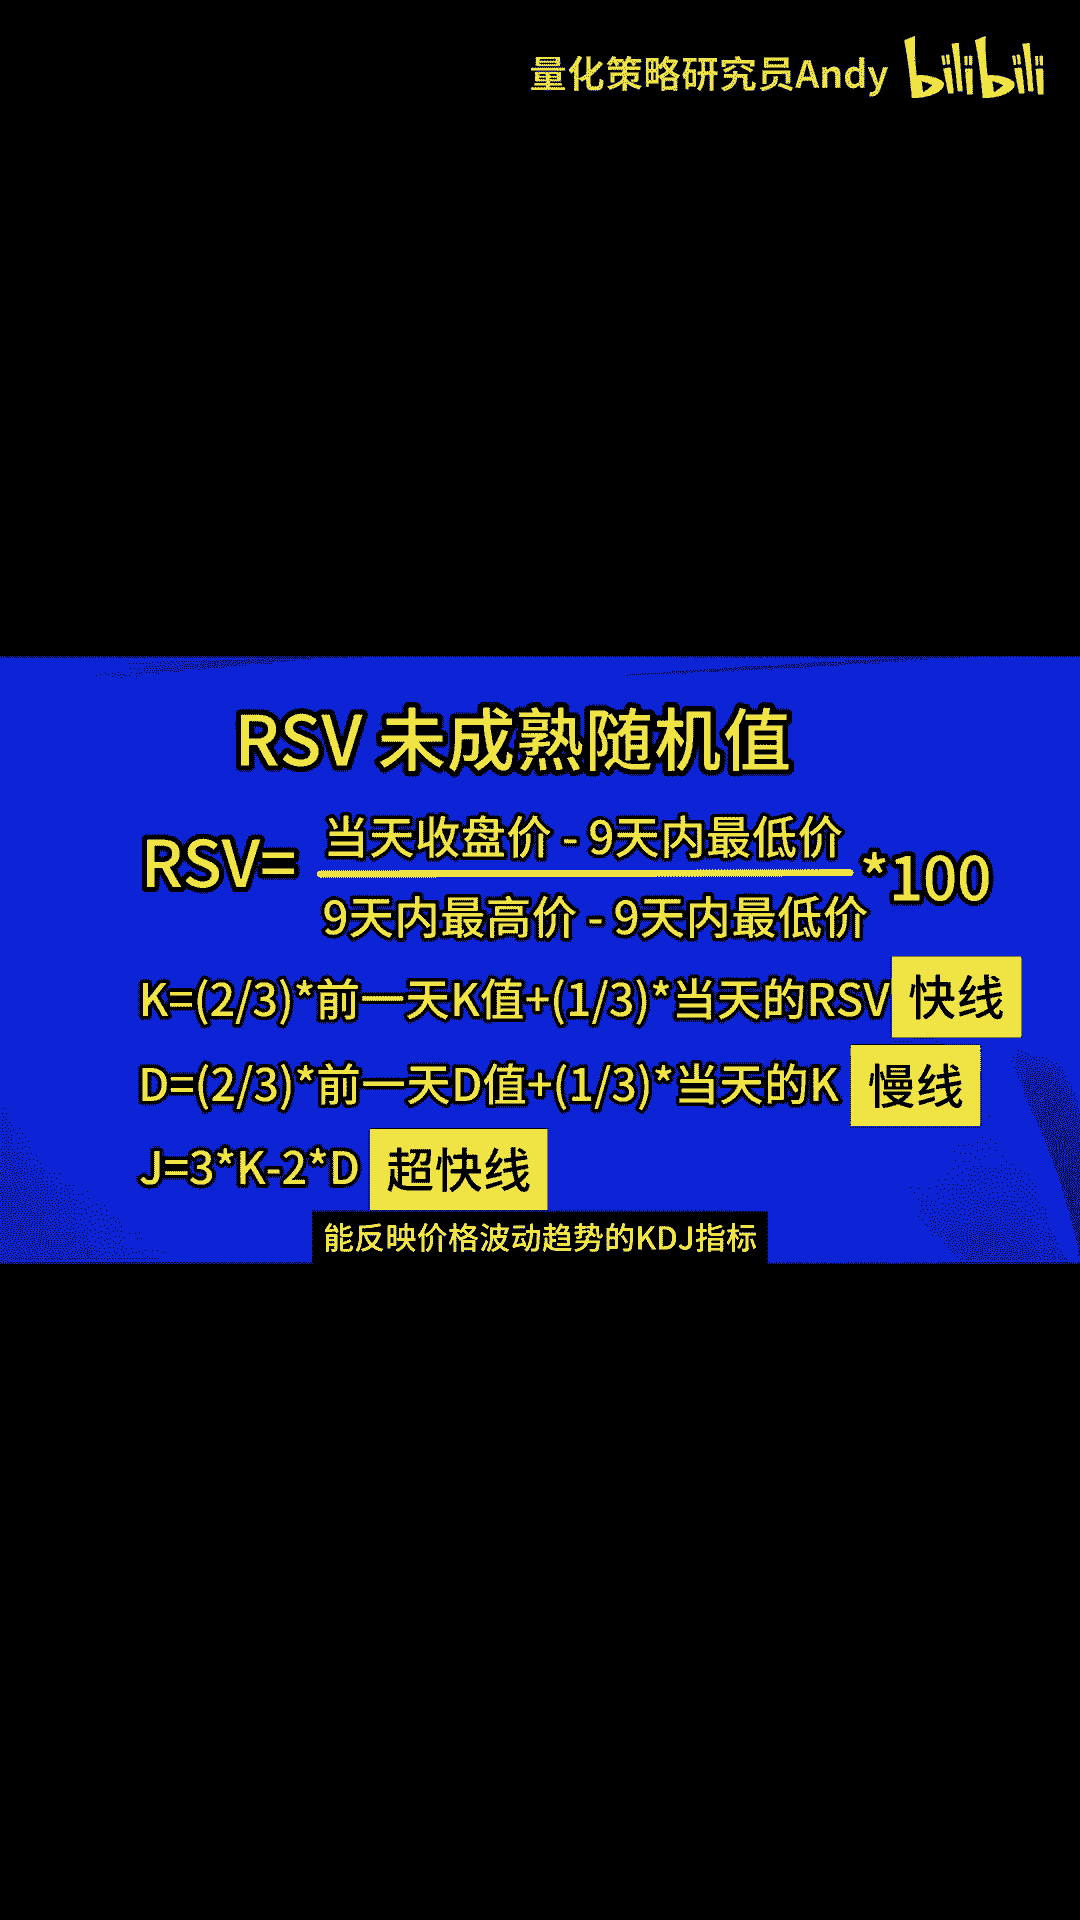 量化策略研究员Andy bilibili
RSV 未成熟随机值
RSV= 当天收盘价 - 9天内最低价
9天内最高价 - 9天内最低价 *100
K=(2/3)*前一天K值+(1/3)*当天的RSV 快线
D=(2/3)*前一天D值+(1/3)*当天的K 慢线
J=3*K-2*D 超快线
能反映价格波动趋势的KDJ指标